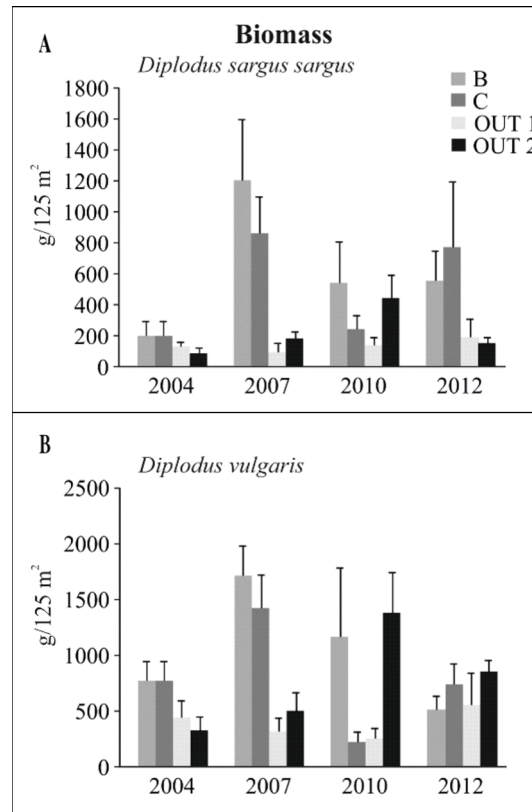 Biomass
A
Diplodus sargus sargus
B
C
OUT 1
OUT 2
1800
1600
1400
1200
1000
800
600
400
200
0
g/125 m²
2004 2007 2010 2012
B
Diplodus vulgaris
2500
2000
1500
1000
500
0
g/125 m²
2004 2007 2010 2012